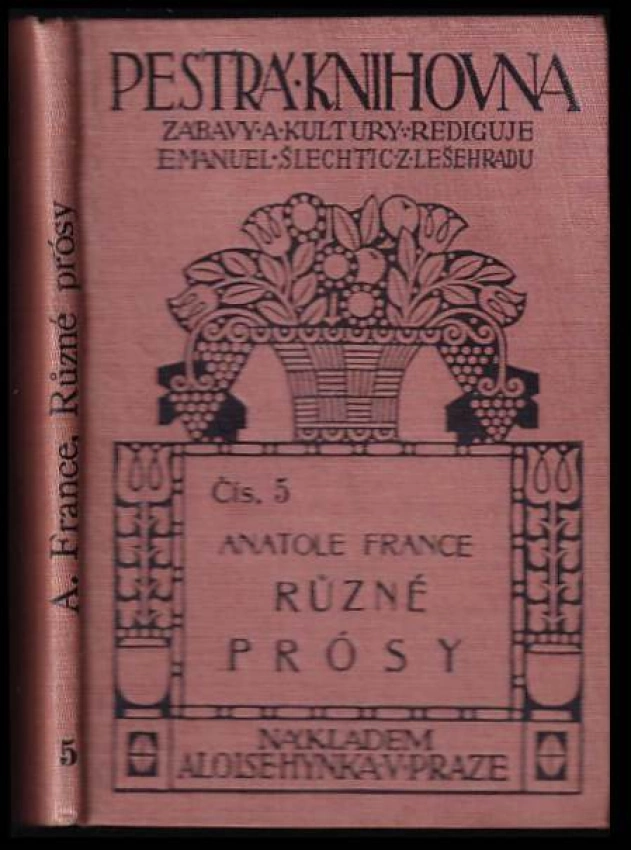 PESTRÁ·KNIHOVNA
ZÁBAVY·A·KULTURY·REDIGUJE
EMANUEL·ŠLECHTIC·Z·LEŠEHRADU
Čís. 5
ANATOLE FRANCE
RŮZNÉ
PRÓSY
NÁKLADEM
ALOISE·HYNKA·V·PRAZE
A. France, Různé prósy
5